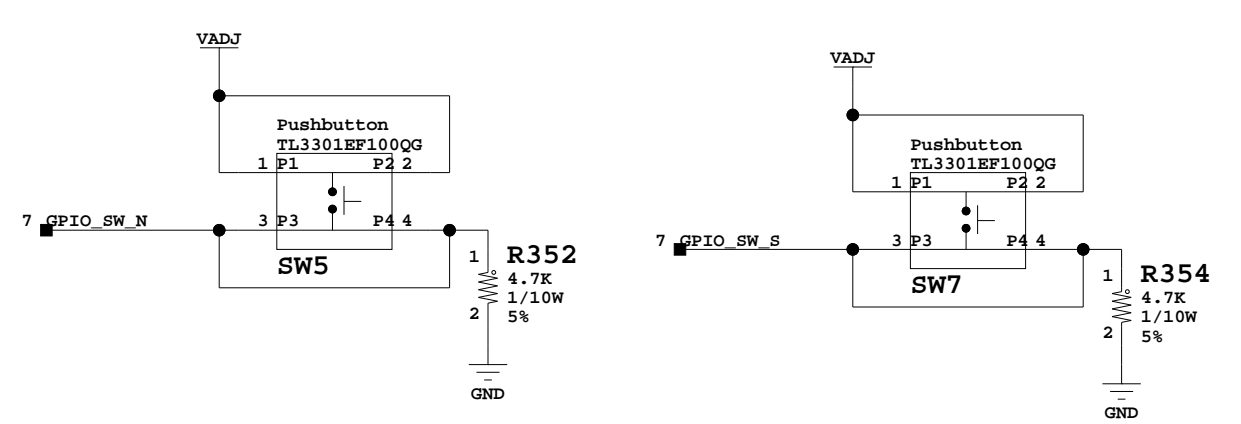 VADJ
Pushbutton
TL3301EF100QG
1 P1 P2 2
7 GPIO_SW_N 3 P3 P4 4
SW5
1 R352
4.7K
1/10W
2 5%
GND
VADJ
Pushbutton
TL3301EF100QG
1 P1 P2 2
7 GPIO_SW_S 3 P3 P4 4
SW7
1 R354
4.7K
1/10W
2 5%
GND